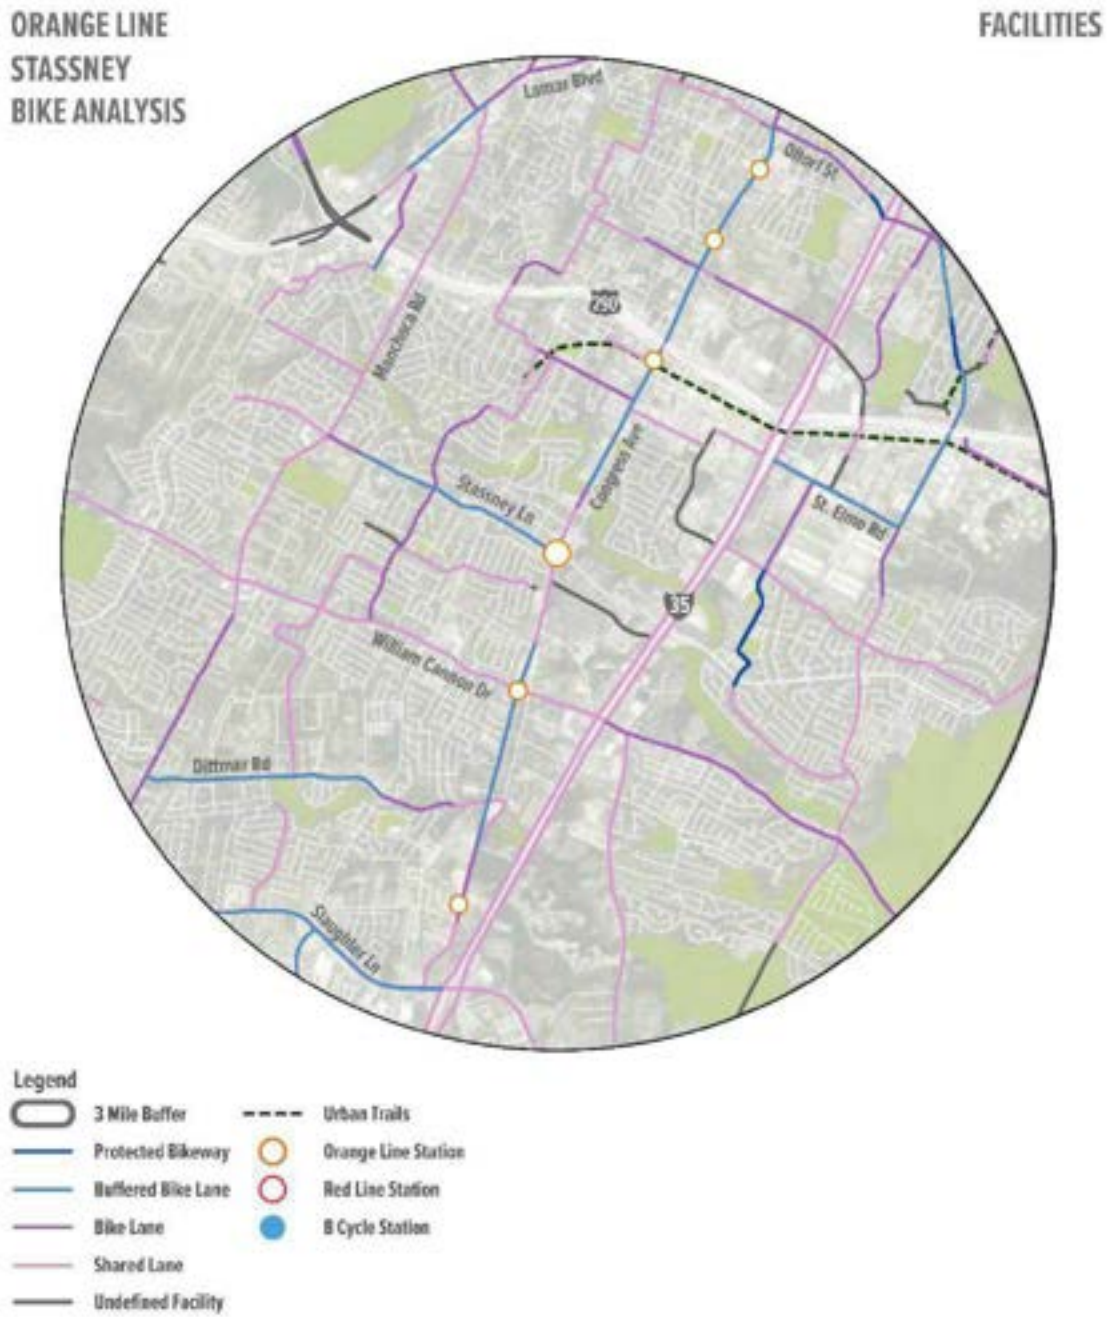 ORANGE LINE
STASSNEY
BIKE ANALYSIS
FACILITIES
Lamar Blvd
Oltorf St
290
Manchaca Rd
Congress Ave
Stassney Ln
St. Elmo Rd
35
William Cannon Dr
Dittmar Rd
Slaughter Ln
Legend
3 Mile Buffer
Protected Bikeway
Buffered Bike Lane
Bike Lane
Shared Lane
Undefined Facility
Urban Trails
Orange Line Station
Red Line Station
B Cycle Station